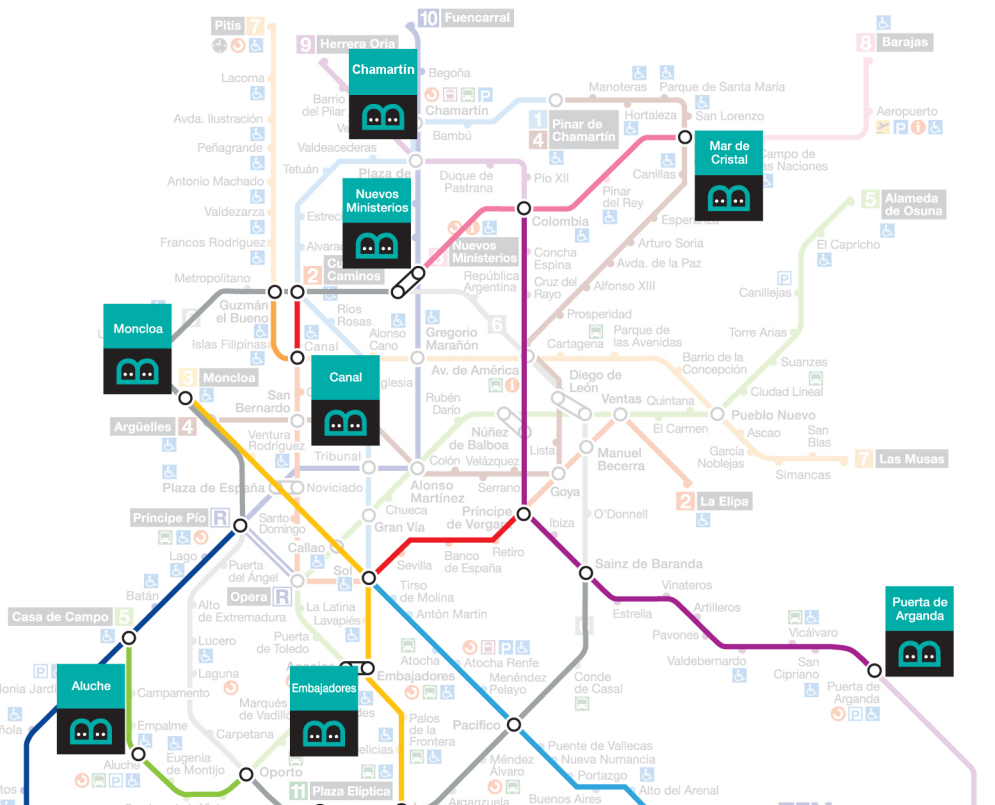 Pitis 7
10 Fuencarral
9 Herrera Oria
8 Barajas
Chamartín
Begoña
Lacoma
Barrio
del Pilar
Chamartín
Bambú
Manoteras
Parque de Santa María
Hortaleza
San Lorenzo
1
4
Pinar de
Chamartín
Aeropuerto
Avda. Ilustración
Peñagrande
Valdeacederas
Tetuán
Plaza de
Duque de
Pastrana
Pío XII
Mar de
Cristal
Campo de
as Naciones
Canillas
Antonio Machado
Nuevos
Ministerios
Pinar
del Rey
5 Alameda
de Osuna
Valdezarza
Estrec
Colombia
Esperanza
Francos Rodríguez
Alvara
Nuevos
Ministerios
Concha
Espina
Arturo Soria
El Capricho
Avda. de la Paz
Metropolitano
2
Cu
Caminos
República
Argentina
Cruz del
Rayo
Alfonso XIII
Canillejas
Moncloa
Guzmán
el Bueno
Ríos
Rosas
Prosperidad
6
Islas Filipinas
Canal
Alonso
Cano
Gregorio
Marañón
Cartagena
Parque de
las Avenidas
Torre Arias
Barrio de la
Concepción
Suanzes
3 Moncloa
Canal
glesia
Av. de América
Diego de
León
Ciudad Lineal
San
Bernardo
Rubén
Darío
Ventas
Quintana
Pueblo Nuevo
Argüelles 4
Ventura
Rodríguez
Núñez
de Balboa
El Carmen
Ascao
San
Blas
Lista
Manuel
Becerra
García
Noblejas
7 Las Musas
Tribunal
Colón
Velázquez
Simancas
Plaza de España
Noviciado
Alonso
Martínez
Serrano
Goya
2 La Elipa
Príncipe Pío R
Santo
Domingo
Chueca
Gran Vía
Príncipe
de Vergar
Ibiza
O'Donnell
Lago
Callao
Puerta
del Ángel
Sol
Sevilla
Banco
de España
Retiro
Sainz de Baranda
Batán
Opera R
Tirso
de Molina
Vinateros
Casa de Campo 5
Alto
de Extremadura
La Latina
Lavapiés
Antón Martín
Estrella
Artilleros
Puerta de
Arganda
Lucero
Puerta
de Toledo
Pavones
Vicálvaro
Atocha
Atocha Renfe
Valdebernardo
San
Cipriano
Laguna
Embajadores
Menéndez
Pelayo
Conde
de Casal
Puerta de
Arganda
Aluche
onia Jardí
Campamento
Embajadores
Marqués
de Vadillo
des
Palos
de la
Frontera
Pacífico
ñola
Empalme
Carpetana
elicias
Puente de Vallecas
Aluche
Eugenia
de Montijo
Oporto
Méndez
Álvaro
Nueva Numancia
Portazgo
11 Plaza Elíptica
Arganzuela
Buenos Aires
Alto del Arenal